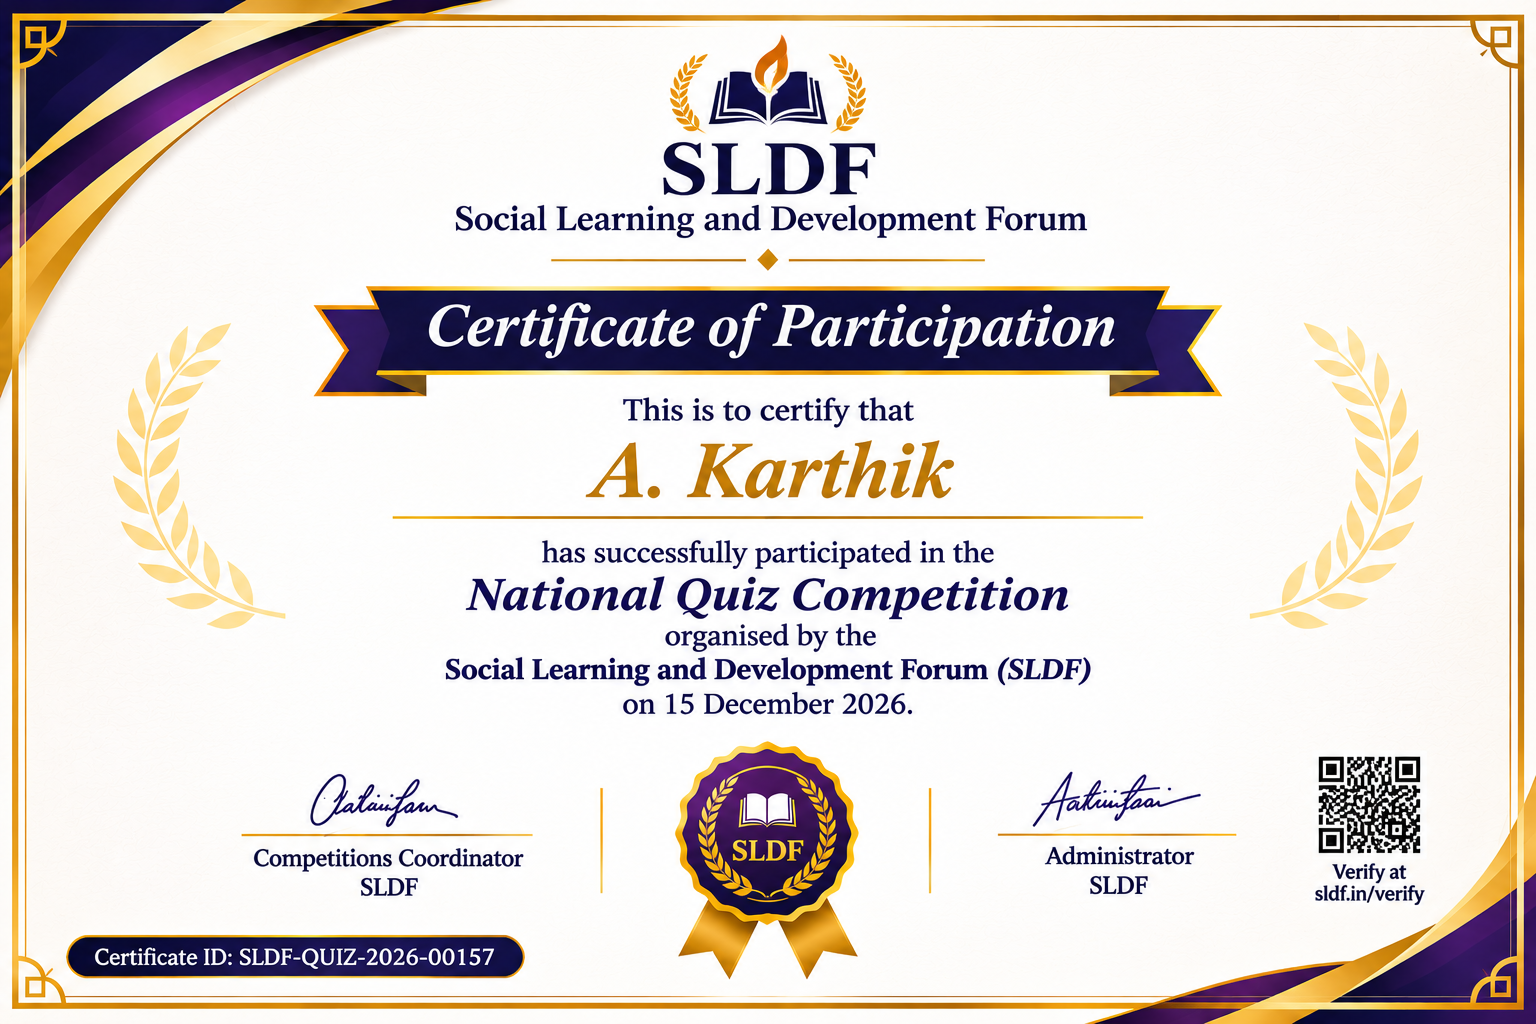 SLDF
Social Learning and Development Forum
Certificate of Participation
This is to certify that
A. Karthik
has successfully participated in the
National Quiz Competition
organised by the
Social Learning and Development Forum (SLDF)
on 15 December 2026.
Competitions Coordinator
SLDF
SLDF
Administrator
SLDF
Verify at
sldf.in/verify
Certificate ID: SLDF-QUIZ-2026-00157